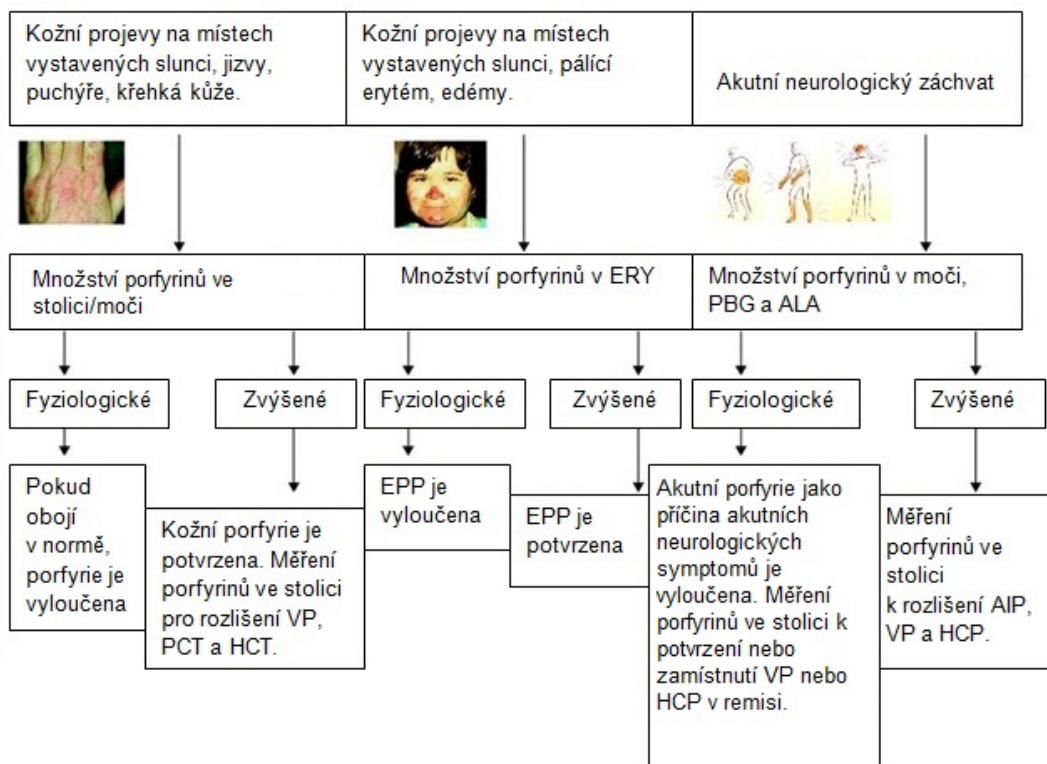 Kožní projevy na místech
vystavených slunci, jizvy,
puchýře, křehká kůže.
Kožní projevy na místech
vystavených slunci, pálící
erytém, edémy.
Akutní neurologický záchvat
Množství porfyrinů ve
stolici/moči
Množství porfyrinů v ERY
Množství porfyrinů v moči,
PBG a ALA
Fyziologické
Zvýšené
Fyziologické
Zvýšené
Fyziologické
Zvýšené
Pokud
obojí
v normě,
porfyrie je
vyloučena
Kožní porfyrie je
potvrzena. Měření
porfyrinů ve stolici
pro rozlišení VP,
PCT a HCT.
EPP je
vyloučena
EPP je
potvrzena
Akutní porfyrie jako
příčina akutních
neurologických
symptomů je
vyloučena. Měření
porfyrinů ve stolici k
potvrzení nebo
zamístnutí VP nebo
HCP v remisi.
Měření
porfyrinů ve
stolici
k rozlišení AIP,
VP a HCP.